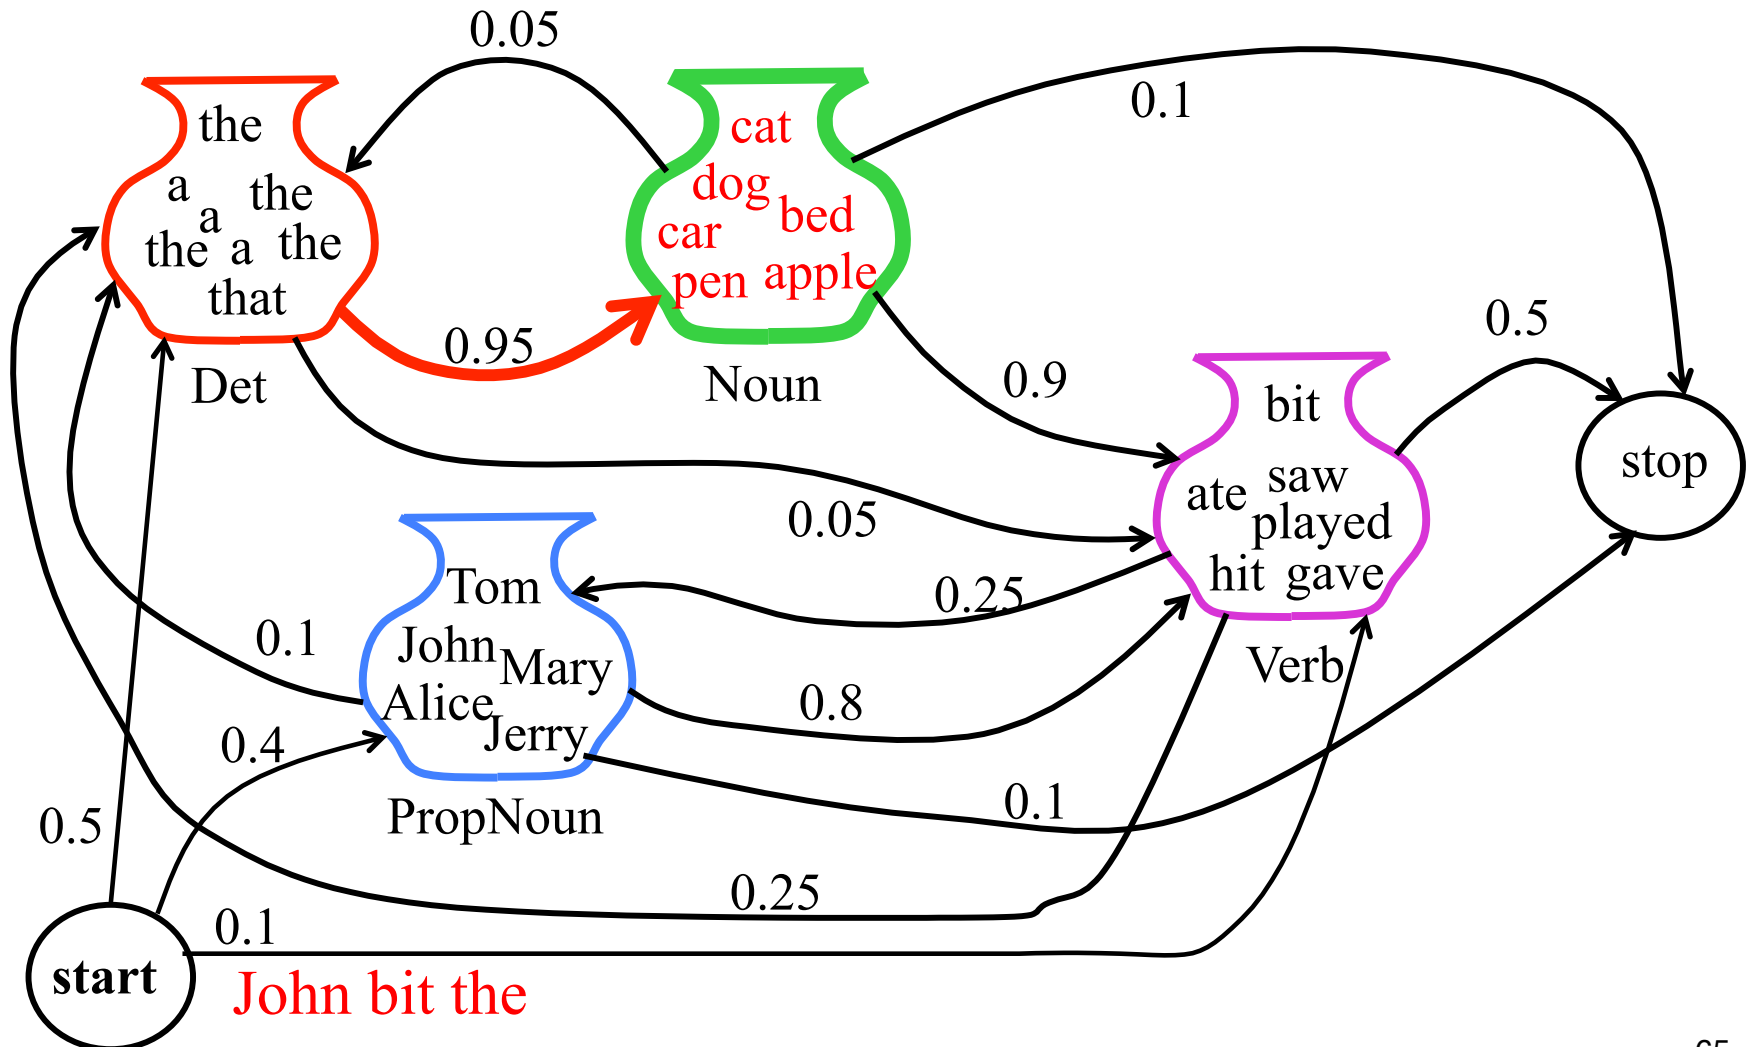 0.05
0.1
the
a the
a
the a the
that
Det
cat
dog
bed
car
pen apple
Noun
0.95
0.9
0.5
bit
saw
ate
played
hit gave
Verb
stop
0.05
0.25
Tom
John
Mary
Alice
Jerry
PropNoun
0.1
0.8
0.4
0.1
0.5
0.25
0.1
start
John bit the